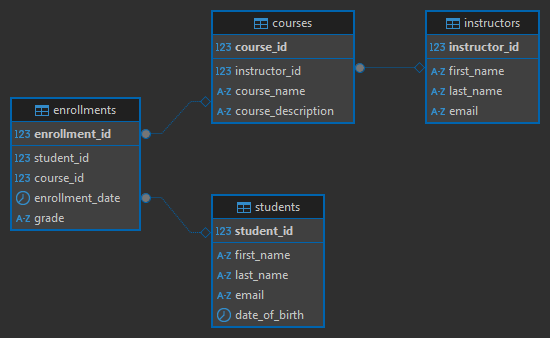 courses
123 course_id
123 instructor_id
A-Z course_name
A-Z course_description
instructors
123 instructor_id
A-Z first_name
A-Z last_name
A-Z email
enrollments
123 enrollment_id
123 student_id
123 course_id
enrollment_date
A-Z grade
students
123 student_id
A-Z first_name
A-Z last_name
A-Z email
date_of_birth